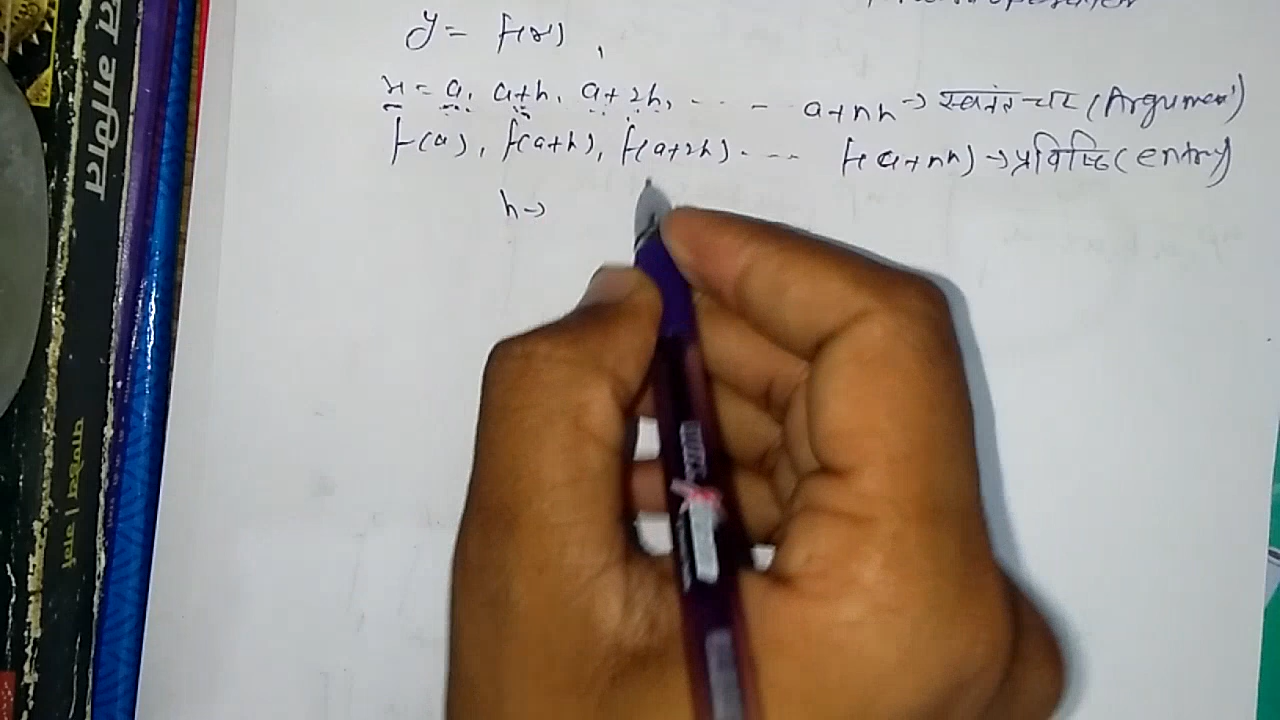 y = f(x) ,
x = a, a+h, a+2h, - - - a+nh → स्वतंत्र चर (Argument)
f(a), f(a+h), f(a+2h) - - - f(a+nh) → प्रविष्टि (entry)
h →